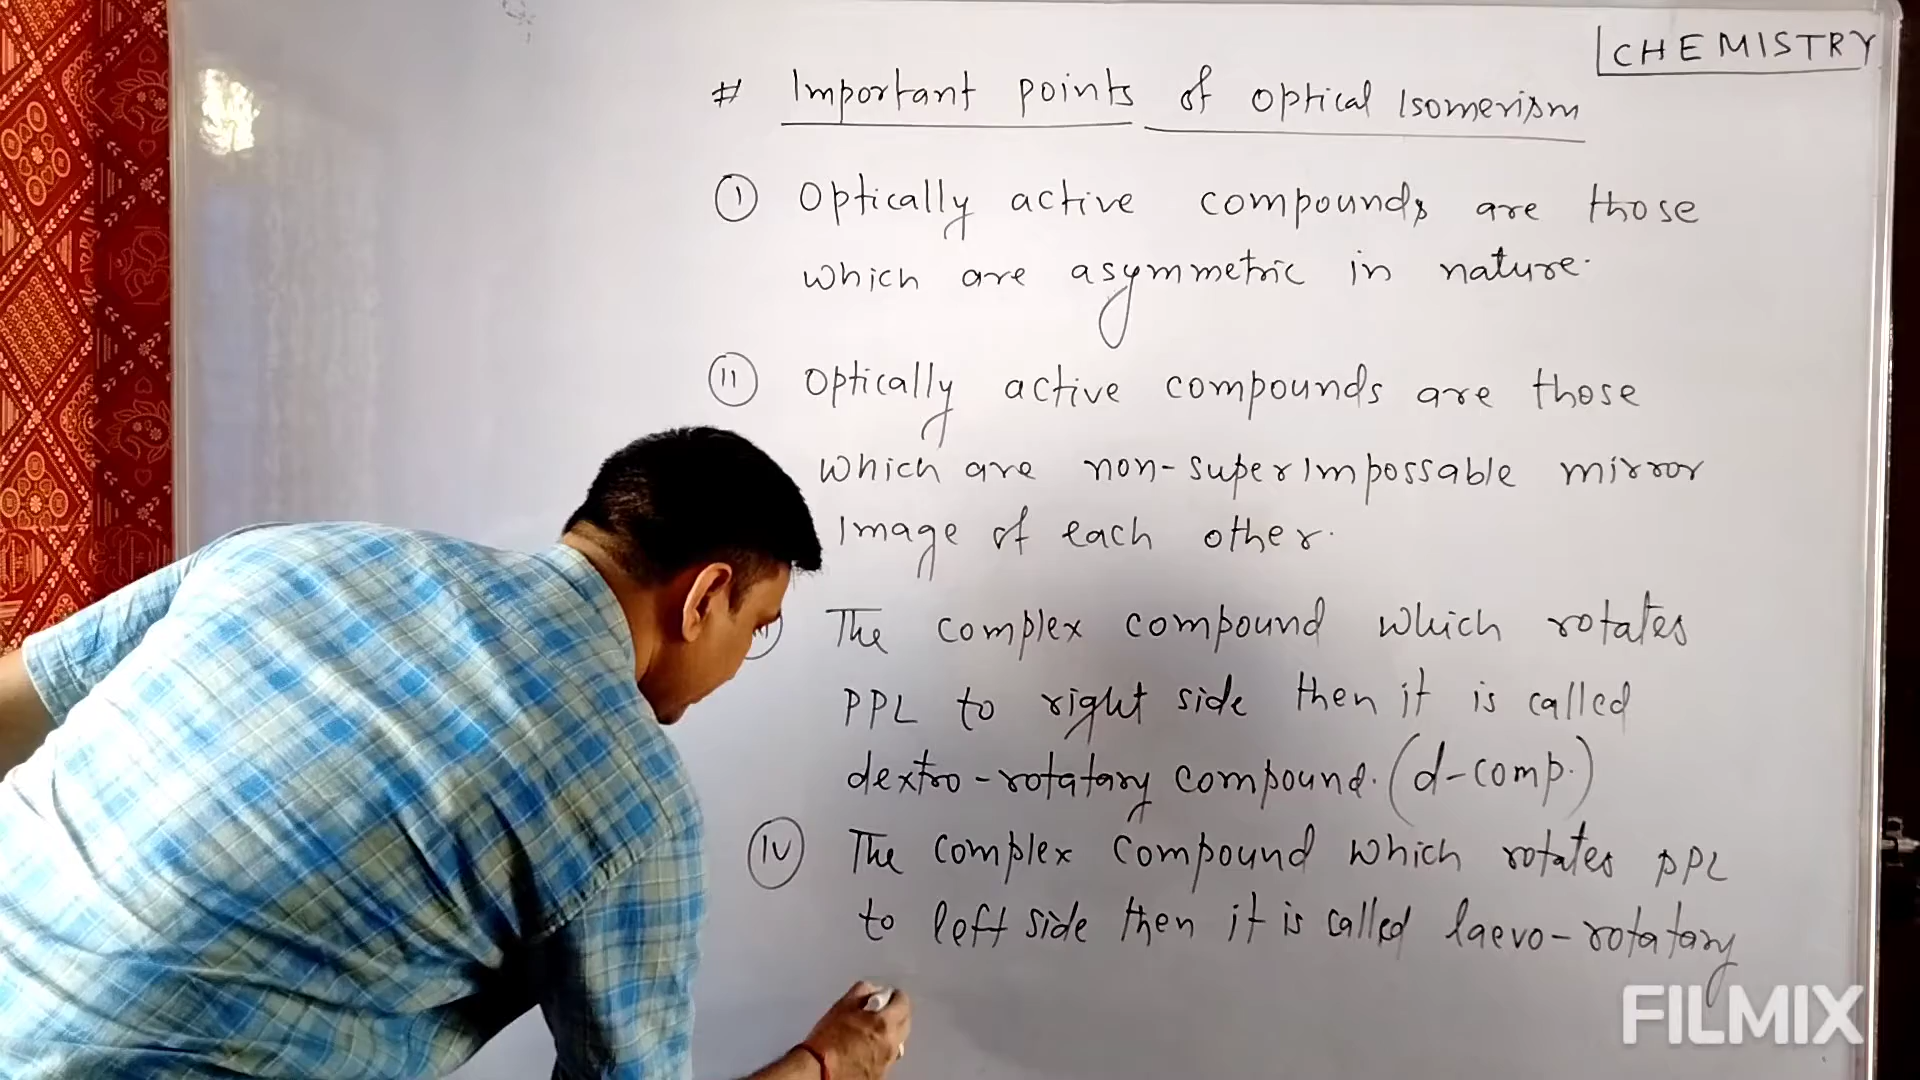 CHEMISTRY
# Important points of optical Isomerism
(i) Optically active compounds are those
which are asymmetric in nature.
(ii) Optically active compounds are those
which are non-superimpossable mirror
Image of each other.
The complex compound which rotates
PPL to right side then it is called
dextro-rotatary compound. (d-comp.)
(iv) The complex compound which rotates PPL
to left side then it is called laevo-rotatary
FILMIX